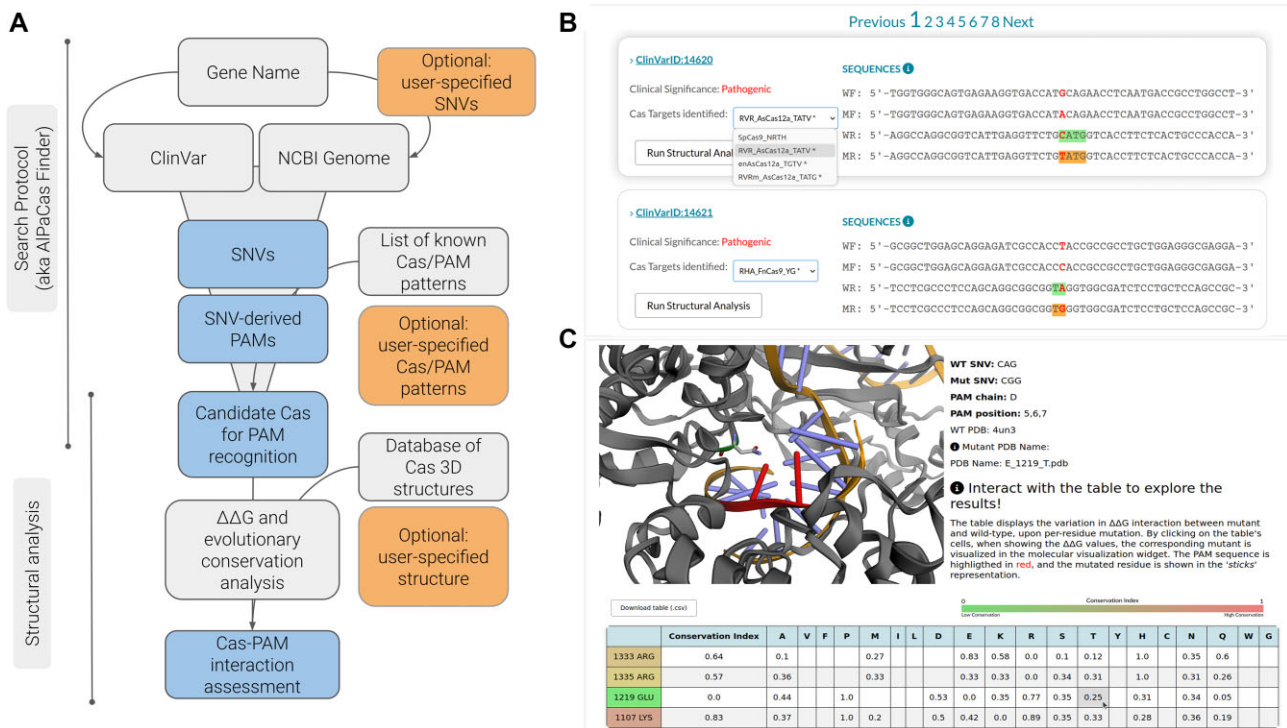 A
Search Protocol
(aka AlPaCas Finder)
Structural analysis
Gene Name
Optional:
user-specified
SNVs
ClinVar
NCBI Genome
SNVs
List of known
Cas/PAM
patterns
SNV-derived
PAMs
Optional:
user-specified
Cas/PAM
patterns
Candidate Cas
for PAM
recognition
Database of
Cas 3D
structures
ΔΔG and
evolutionary
conservation
analysis
Optional:
user-specified
structure
Cas-PAM
interaction
assessment
B
Previous 1 2 3 4 5 6 7 8 Next
› ClinVarID:14620
Clinical Significance: Pathogenic
Cas Targets identified: RVR_AsCas12a_TATV *
SpCas9_NRTH
RVR_AsCas12a_TATV *
enAsCas12a_TGTV *
RVRm_AsCas12a_TATG *
Run Structural Anal
SEQUENCES i
WF: 5'-TGGTGGGCAGTGAGAAGGTGACCATGCAGAACCTCAATGACCGCCTGGCCT-3'
MF: 5'-TGGTGGGCAGTGAGAAGGTGACCATACAGAACCTCAATGACCGCCTGGCCT-3'
WR: 5'-AGGCCAGGCGGTCATTGAGGTTCTGCATGGTCACCTTCTCACTGCCCACCA-3'
MR: 5'-AGGCCAGGCGGTCATTGAGGTTCTGTATGGTCACCTTCTCACTGCCCACCA-3'
› ClinVarID:14621
Clinical Significance: Pathogenic
Cas Targets identified: RHA_FnCas9_YG *
Run Structural Analysis
SEQUENCES i
WF: 5'-GCGGCTGGAGCAGGAGATCGCCACCTACCGCCGCCTGCTGGAGGGCGAGGA-3'
MF: 5'-GCGGCTGGAGCAGGAGATCGCCACCCACCGCCGCCTGCTGGAGGGCGAGGA-3'
WR: 5'-TCCTCGCCCTCCAGCAGGCGGCGGTAGGTGGCGATCTCCTGCTCCAGCCGC-3'
MR: 5'-TCCTCGCCCTCCAGCAGGCGGCGGTGGGTGGCGATCTCCTGCTCCAGCCGC-3'
C
WT SNV: CAG
Mut SNV: CGG
PAM chain: D
PAM position: 5,6,7
WT PDB: 4un3
i Mutant PDB Name:
PDB Name: E_1219_T.pdb
i Interact with the table to explore the
results!
The table displays the variation in ΔΔG interaction between mutant
and wild-type, upon per-residue mutation. By clicking on the table's
cells, when showing the ΔΔG values, the corresponding mutant is
visualized in the molecular visualization widget. The PAM sequence is
highligthed in red, and the mutated residue is shown in the 'sticks'
representation.
Download table (.csv)
0 Conservation Index 1
Low Conservation High Conservation
Conservation Index A V F P M I L D E K R S T Y H C N Q W G
1333 ARG 0.64 0.1 0.27 0.83 0.58 0.0 0.1 0.12 1.0 0.35 0.6
1335 ARG 0.57 0.36 0.33 0.33 0.33 0.0 0.34 0.31 1.0 0.31 0.26
1219 GLU 0.0 0.44 1.0 0.53 0.0 0.35 0.77 0.35 0.25 0.31 0.34 0.05
1107 LYS 0.83 0.37 1.0 0.2 0.5 0.42 0.0 0.89 0.35 0.33 0.28 0.36 0.19